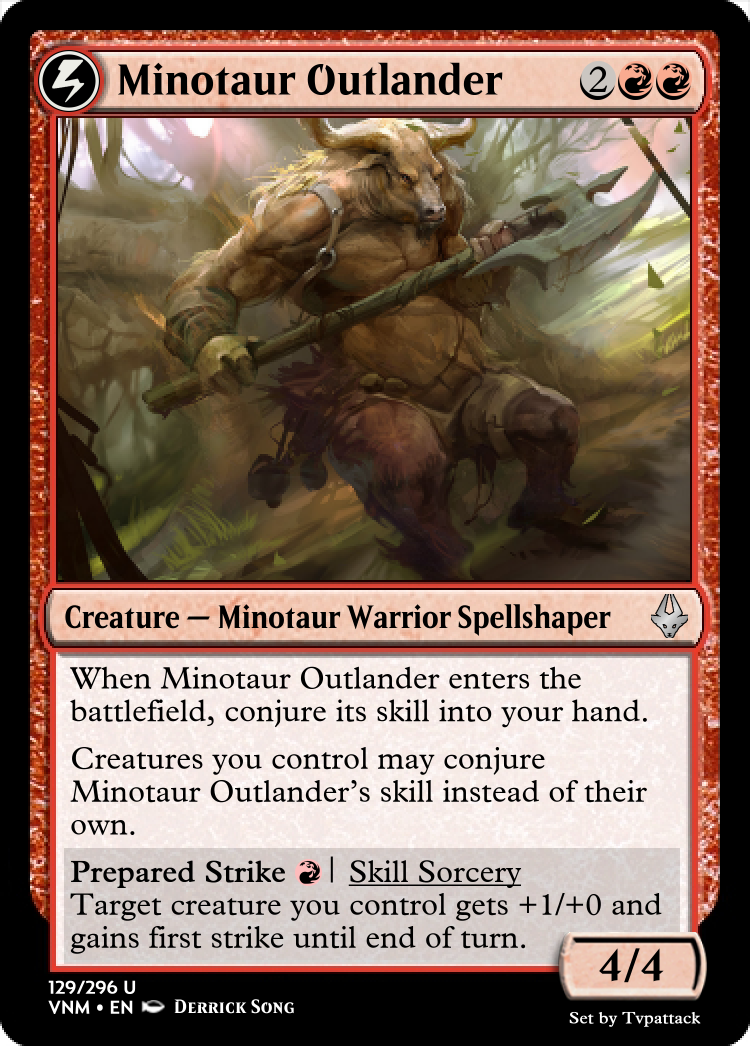 Minotaur Outlander 2
Creature — Minotaur Warrior Spellshaper
When Minotaur Outlander enters the
battlefield, conjure its skill into your hand.
Creatures you control may conjure
Minotaur Outlander's skill instead of their
own.
Prepared Strike | Skill Sorcery
Target creature you control gets +1/+0 and
gains first strike until end of turn.
4/4
129/296 U
VNM • EN Derrick Song
Set by Tvpattack